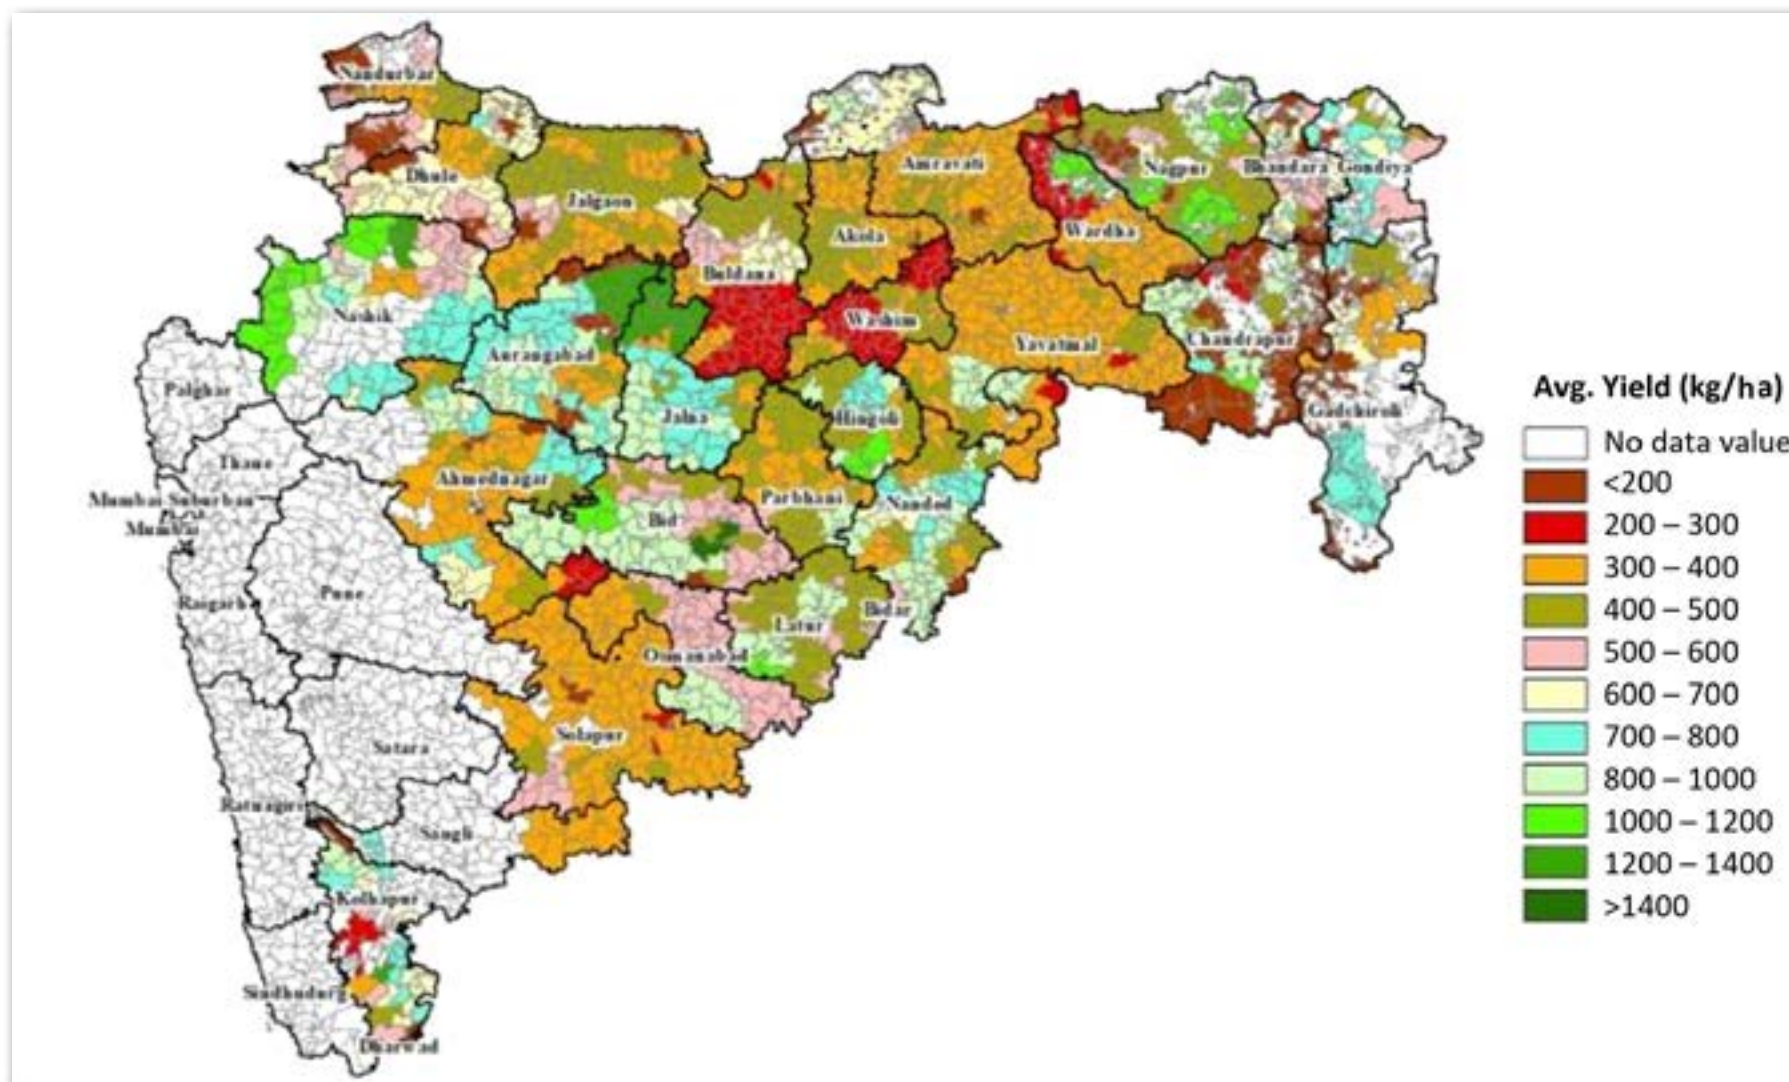 Nandurbar
Dhule
Jalgaon
Amravati
Nagpur
Bhandara
Gondiya
Akola
Wardha
Buldana
Nashik
Washim
Aurangabad
Yavatmal
Chandrapur
Palghar
Jalna
Hingoli
Gadchiroli
Thane
Ahmednagar
Mumbai Suburban
Mumbai
Parbhani
Nanded
Bid
Pune
Raigarh
Bidar
Latur
Osmanabad
Solapur
Satara
Ratnagiri
Sangli
Kolhapur
Sindhudurg
Dharwad
Avg. Yield (kg/ha)
No data value
<200
200 – 300
300 – 400
400 – 500
500 – 600
600 – 700
700 – 800
800 – 1000
1000 – 1200
1200 – 1400
>1400